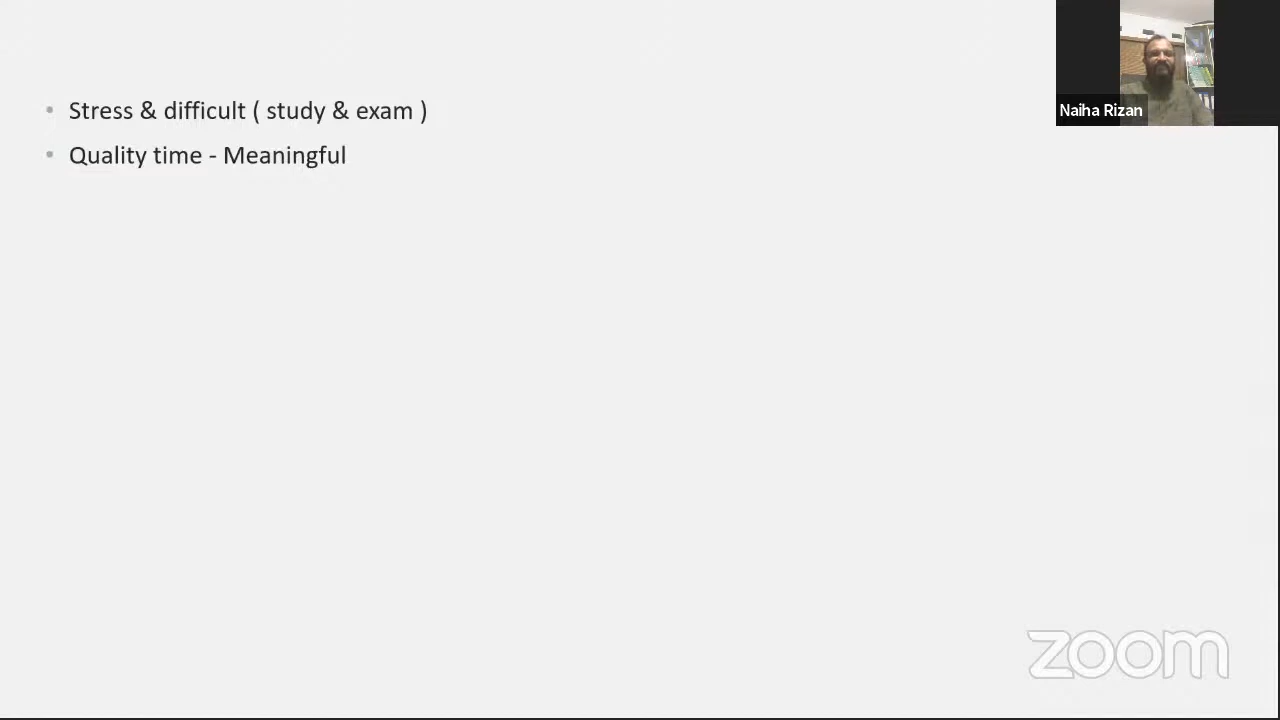 • Stress & difficult ( study & exam )
• Quality time - Meaningful
Naiha Rizan
zoom